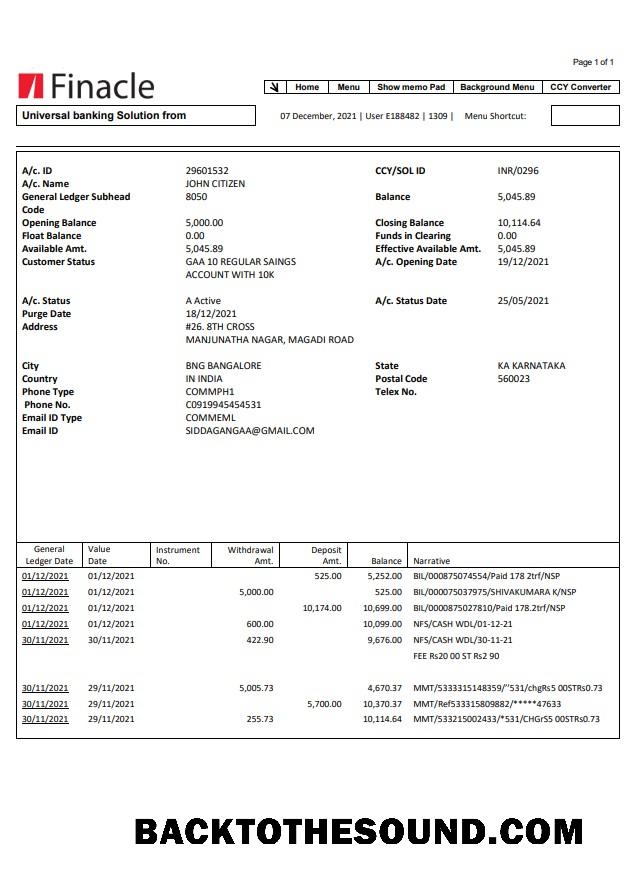 Page 1 of 1
Finacle
Home Menu Show memo Pad Background Menu CCY Converter
Universal banking Solution from
07 December, 2021 | User E188482 | 1309 | Menu Shortcut:
A/c. ID 29601532 CCY/SOL ID INR/0296
A/c. Name JOHN CITIZEN
General Ledger Subhead 8050 Balance 5,045.89
Code
Opening Balance 5,000.00 Closing Balance 10,114.64
Float Balance 0.00 Funds in Clearing 0.00
Available Amt. 5,045.89 Effective Available Amt. 5,045.89
Customer Status GAA 10 REGULAR SAINGS A/c. Opening Date 19/12/2021
ACCOUNT WITH 10K
A/c. Status A Active A/c. Status Date 25/05/2021
Purge Date 18/12/2021
Address #26. 8TH CROSS
MANJUNATHA NAGAR, MAGADI ROAD
City BNG BANGALORE State KA KARNATAKA
Country IN INDIA Postal Code 560023
Phone Type COMMPH1 Telex No.
Phone No. C0919945454531
Email ID Type COMMEML
Email ID SIDDAGANGAA@GMAIL.COM
General Value Instrument Withdrawal Deposit
Ledger Date Date No. Amt. Amt. Balance Narrative
01/12/2021 01/12/2021 525.00 5,252.00 BIL/000875074554/Paid 178 2trf/NSP
01/12/2021 01/12/2021 5,000.00 525.00 BIL/000075037975/SHIVAKUMARA K/NSP
01/12/2021 01/12/2021 10,174.00 10,699.00 BIL/0000875027810/Paid 178.2trf/NSP
01/12/2021 01/12/2021 600.00 10,099.00 NFS/CASH WDL/01-12-21
30/11/2021 30/11/2021 422.90 9,676.00 NFS/CASH WDL/30-11-21
FEE Rs20 00 ST Rs2 90
30/11/2021 29/11/2021 5,005.73 4,670.37 MMT/5333315148359/"531/chgRs5 00STRs0.73
30/11/2021 29/11/2021 5,700.00 10,370.37 MMT/Ref533315809882/*****47633
30/11/2021 29/11/2021 255.73 10,114.64 MMT/533215002433/*531/CHGrS5 00STRs0.73
BACKTOTHESOUND.COM